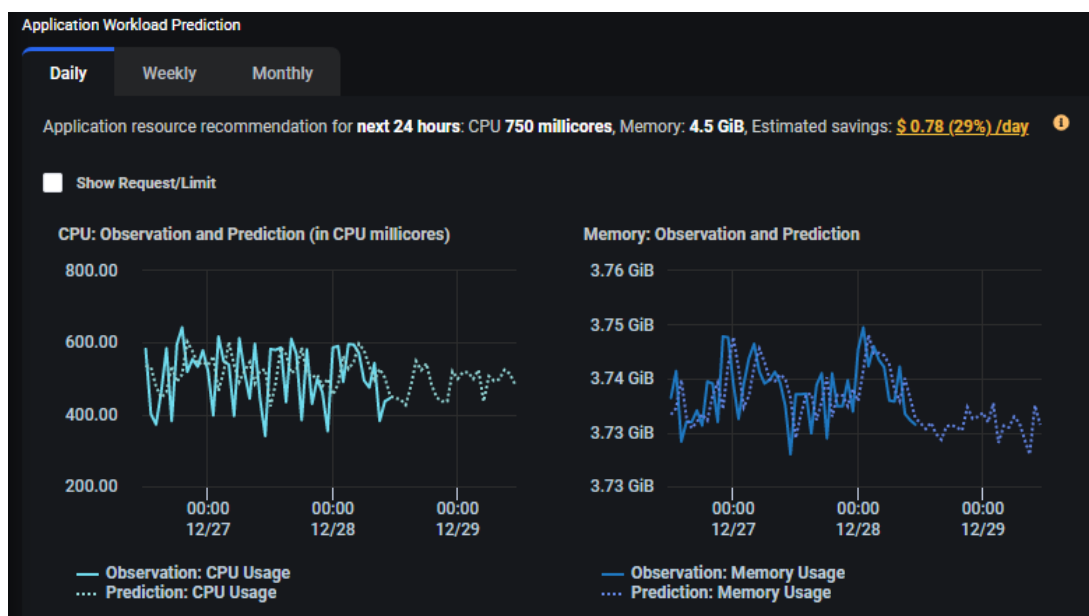 Application Workload Prediction
Daily Weekly Monthly
Application resource recommendation for next 24 hours: CPU 750 millicores, Memory: 4.5 GiB, Estimated savings: $ 0.78 (29%) /day
Show Request/Limit
CPU: Observation and Prediction (in CPU millicores)
800.00
600.00
400.00
200.00
00:00 00:00 00:00
12/27 12/28 12/29
Observation: CPU Usage
Prediction: CPU Usage
Memory: Observation and Prediction
3.76 GiB
3.75 GiB
3.74 GiB
3.73 GiB
3.73 GiB
00:00 00:00 00:00
12/27 12/28 12/29
Observation: Memory Usage
Prediction: Memory Usage